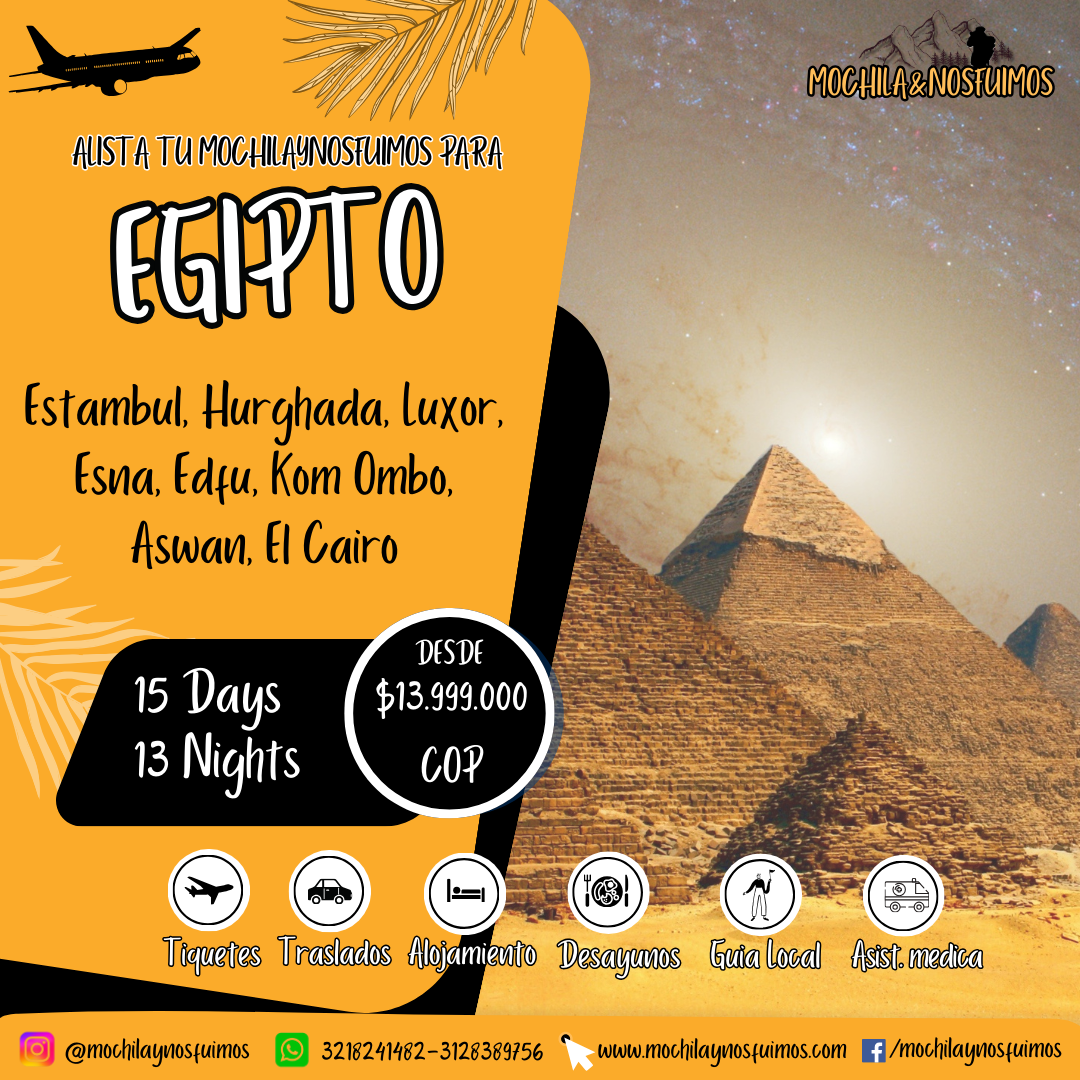 MOCHILA&NOSFUIMOS
ALISTA TU MOCHILAYNOSFUIMOS PARA
EGIPTO
Estambul, Hurghada, Luxor,
Esna, Edfu, Kom Ombo,
Aswan, El Cairo
15 Days
13 Nights
DESDE
$13.999.000
COP
Tiquetes Traslados Alojamiento Desayunos Guia Local Asist. medica
@mochilaynosfuimos 3218241482-3128389756 www.mochilaynosfuimos.com /mochilaynosfuimos